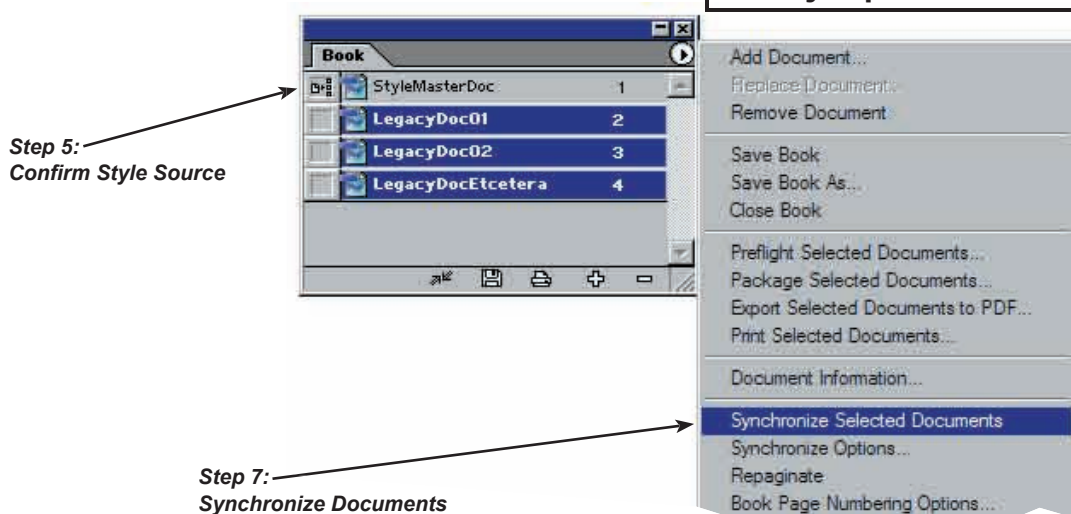 Book
StyleMasterDoc 1
LegacyDoc01 2
LegacyDoc02 3
LegacyDocEtcetera 4
Step 5:
Confirm Style Source
Add Document...
Replace Document...
Remove Document
Save Book
Save Book As...
Close Book
Preflight Selected Documents...
Package Selected Documents...
Export Selected Documents to PDF...
Print Selected Documents...
Document Information...
Synchronize Selected Documents
Synchronize Options...
Repaginate
Book Page Numbering Options...
Step 7:
Synchronize Documents